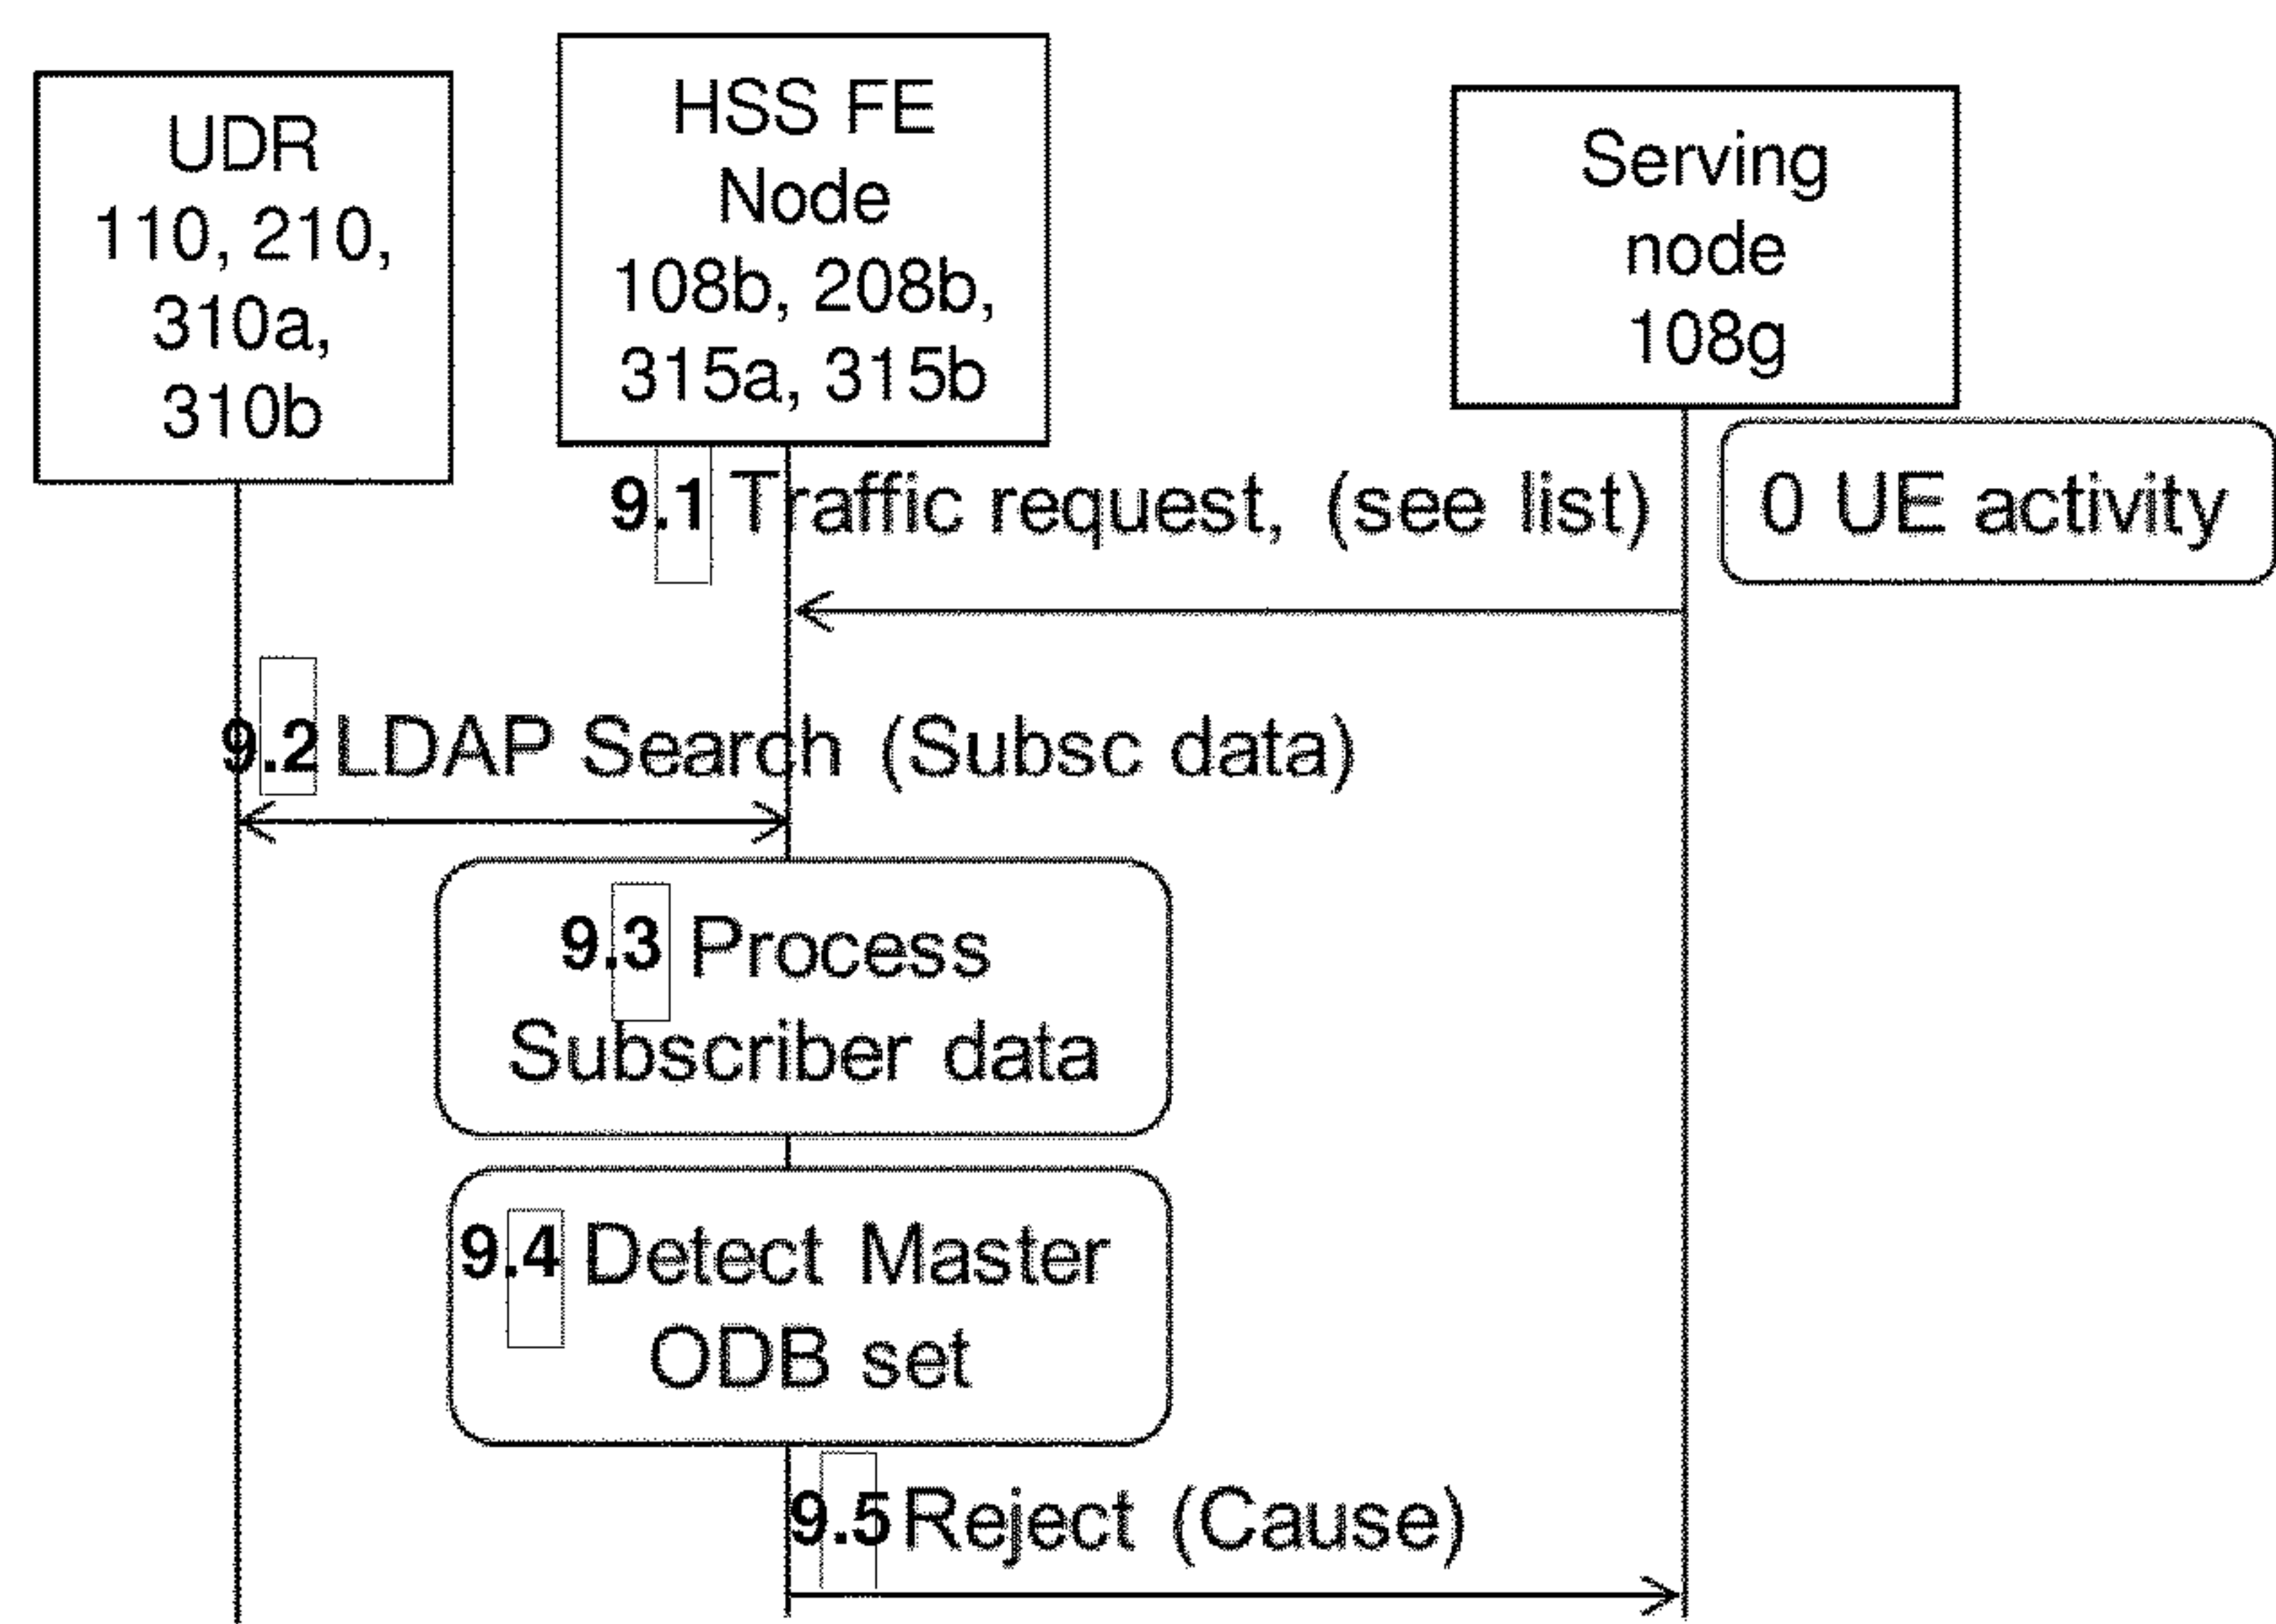 UDR
110, 210,
310a,
310b
HSS FE
Node
108b, 208b,
315a, 315b
Serving
node
108g
0 UE activity
9.1 Traffic request, (see list)
9.2 LDAP Search (Subsc data)
9.3 Process
Subscriber data
9.4 Detect Master
ODB set
9.5 Reject (Cause)